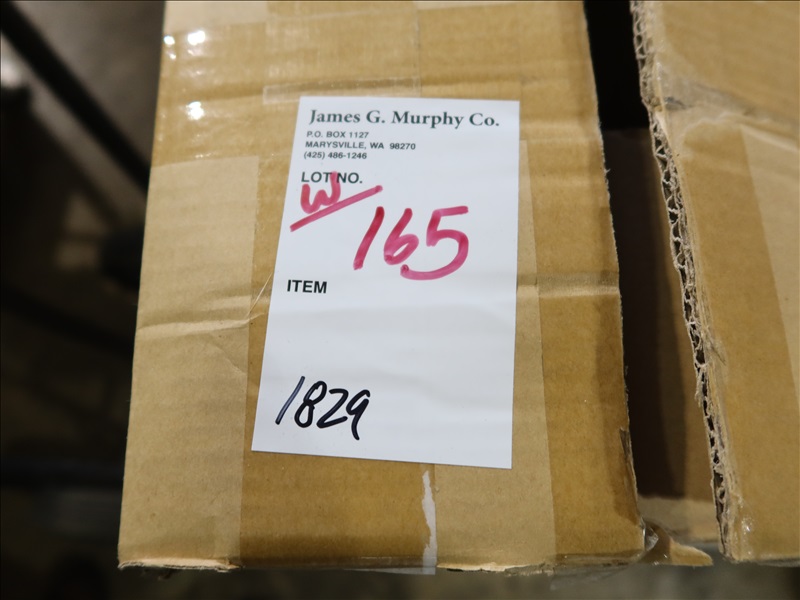 James G. Murphy Co.
P.O. BOX 1127
MARYSVILLE, WA 98270
(425) 486-1246
LOT NO.
W/ 165
ITEM
1829